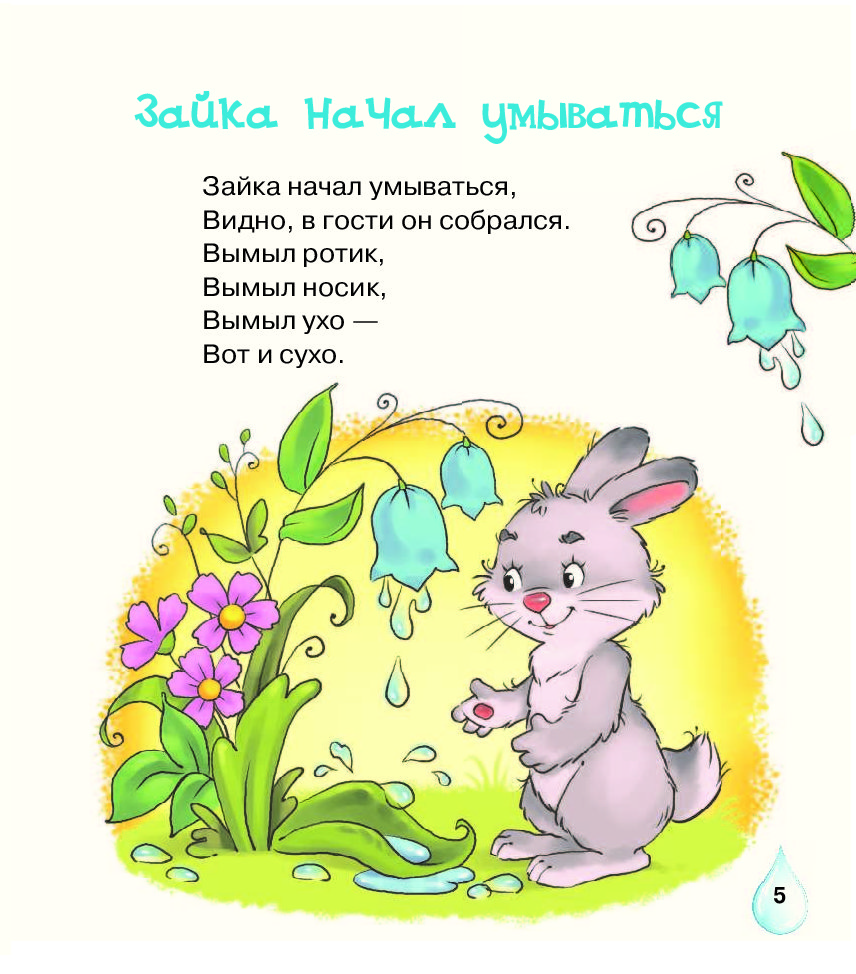 Зайка начал умываться
Зайка начал умываться,
Видно, в гости он собрался.
Вымыл ротик,
Вымыл носик,
Вымыл ухо —
Вот и сухо.
5